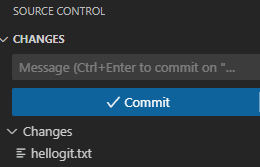 SOURCE CONTROL
CHANGES
Message (Ctrl+Enter to commit on "...
Commit
Changes
hellogit.txt